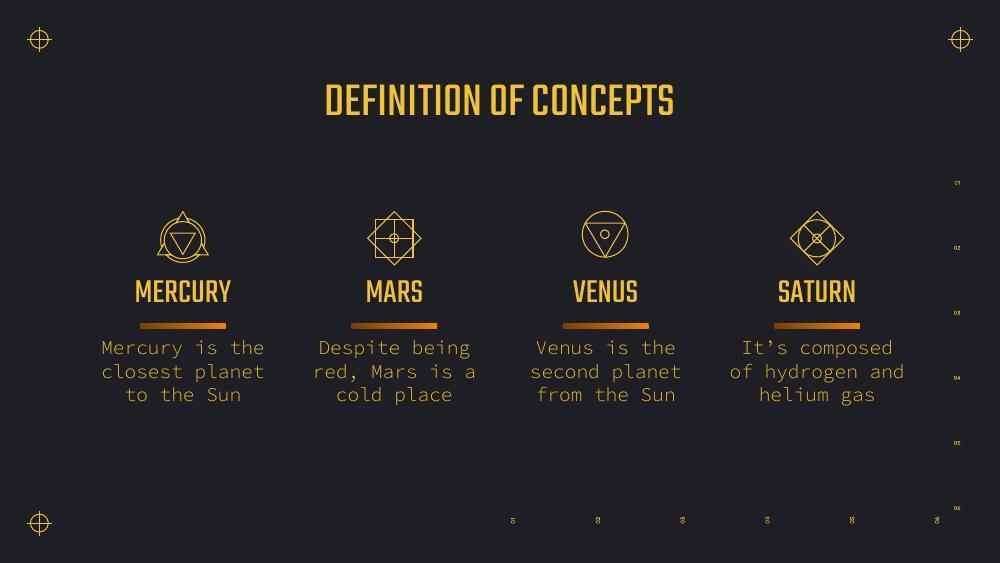 DEFINITION OF CONCEPTS
MERCURY
Mercury is the
closest planet
to the Sun
MARS
Despite being
red, Mars is a
cold place
VENUS
Venus is the
second planet
from the Sun
SATURN
It’s composed
of hydrogen and
helium gas
01
02
03
04
05
06
01
02
03
04
05
06